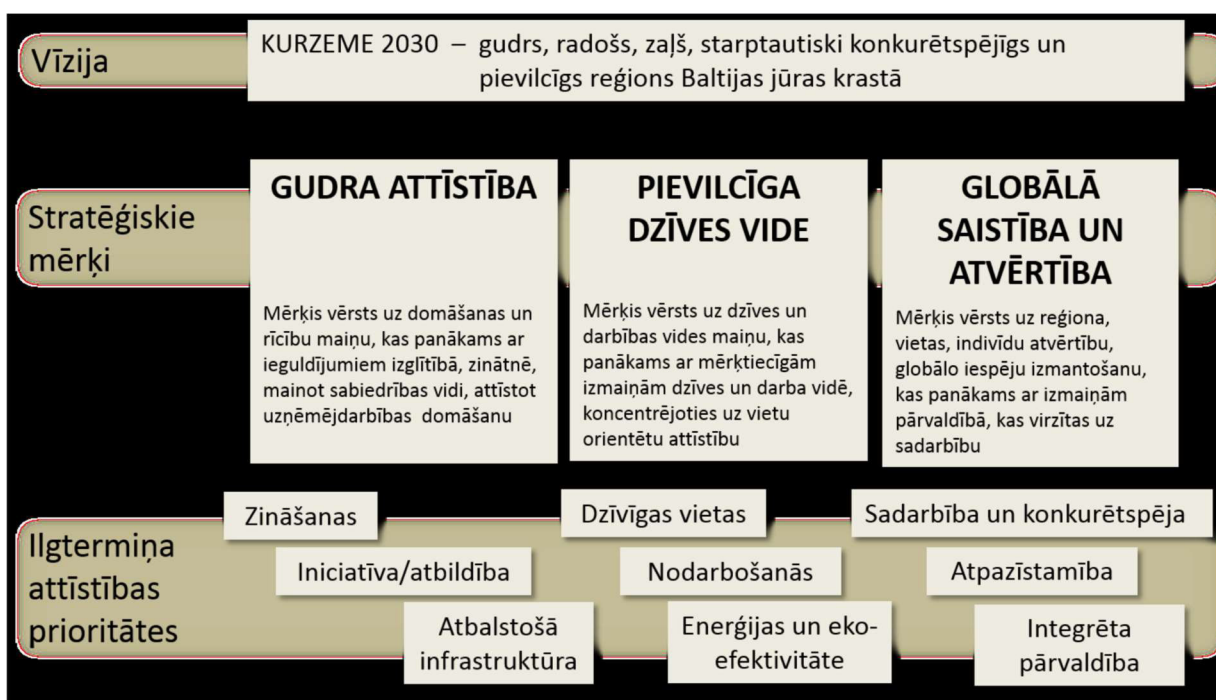 Vīzija
KURZEME 2030 – gudrs, radošs, zaļš, starptautiski konkurētspējīgs un
pievilcīgs reģions Baltijas jūras krastā
Stratēģiskie
mērķi
GUDRA ATTĪSTĪBA
Mērķis vērsts uz domāšanas un
rīcību maiņu, kas panākams ar
ieguldījumiem izglītībā, zinātnē,
mainot sabiedrības vidi, attīstot
uzņēmējdarbības domāšanu
PIEVILCĪGA
DZĪVES VIDE
Mērķis vērsts uz dzīves un
darbības vides maiņu, kas
panākams ar mērķtiecīgām
izmaiņām dzīves un darba vidē,
koncentrējoties uz vietu
orientētu attīstību
GLOBĀLĀ
SAISTĪBA UN
ATVĒRTĪBA
Mērķis vērsts uz reģiona,
vietas, indivīdu atvērtību,
globālo iespēju izmantošanu,
kas panākams ar izmaiņām
pārvaldībā, kas virzītas uz
sadarbību
Ilgtermiņa
attīstības
prioritātes
Zināšanas
Iniciatīva/atbildība
Atbalstošā
infrastruktūra
Dzīvīgas vietas
Nodarbošanās
Enerģijas un eko-
efektivitāte
Sadarbība un konkurētspēja
Atpazīstamība
Integrēta
pārvaldība